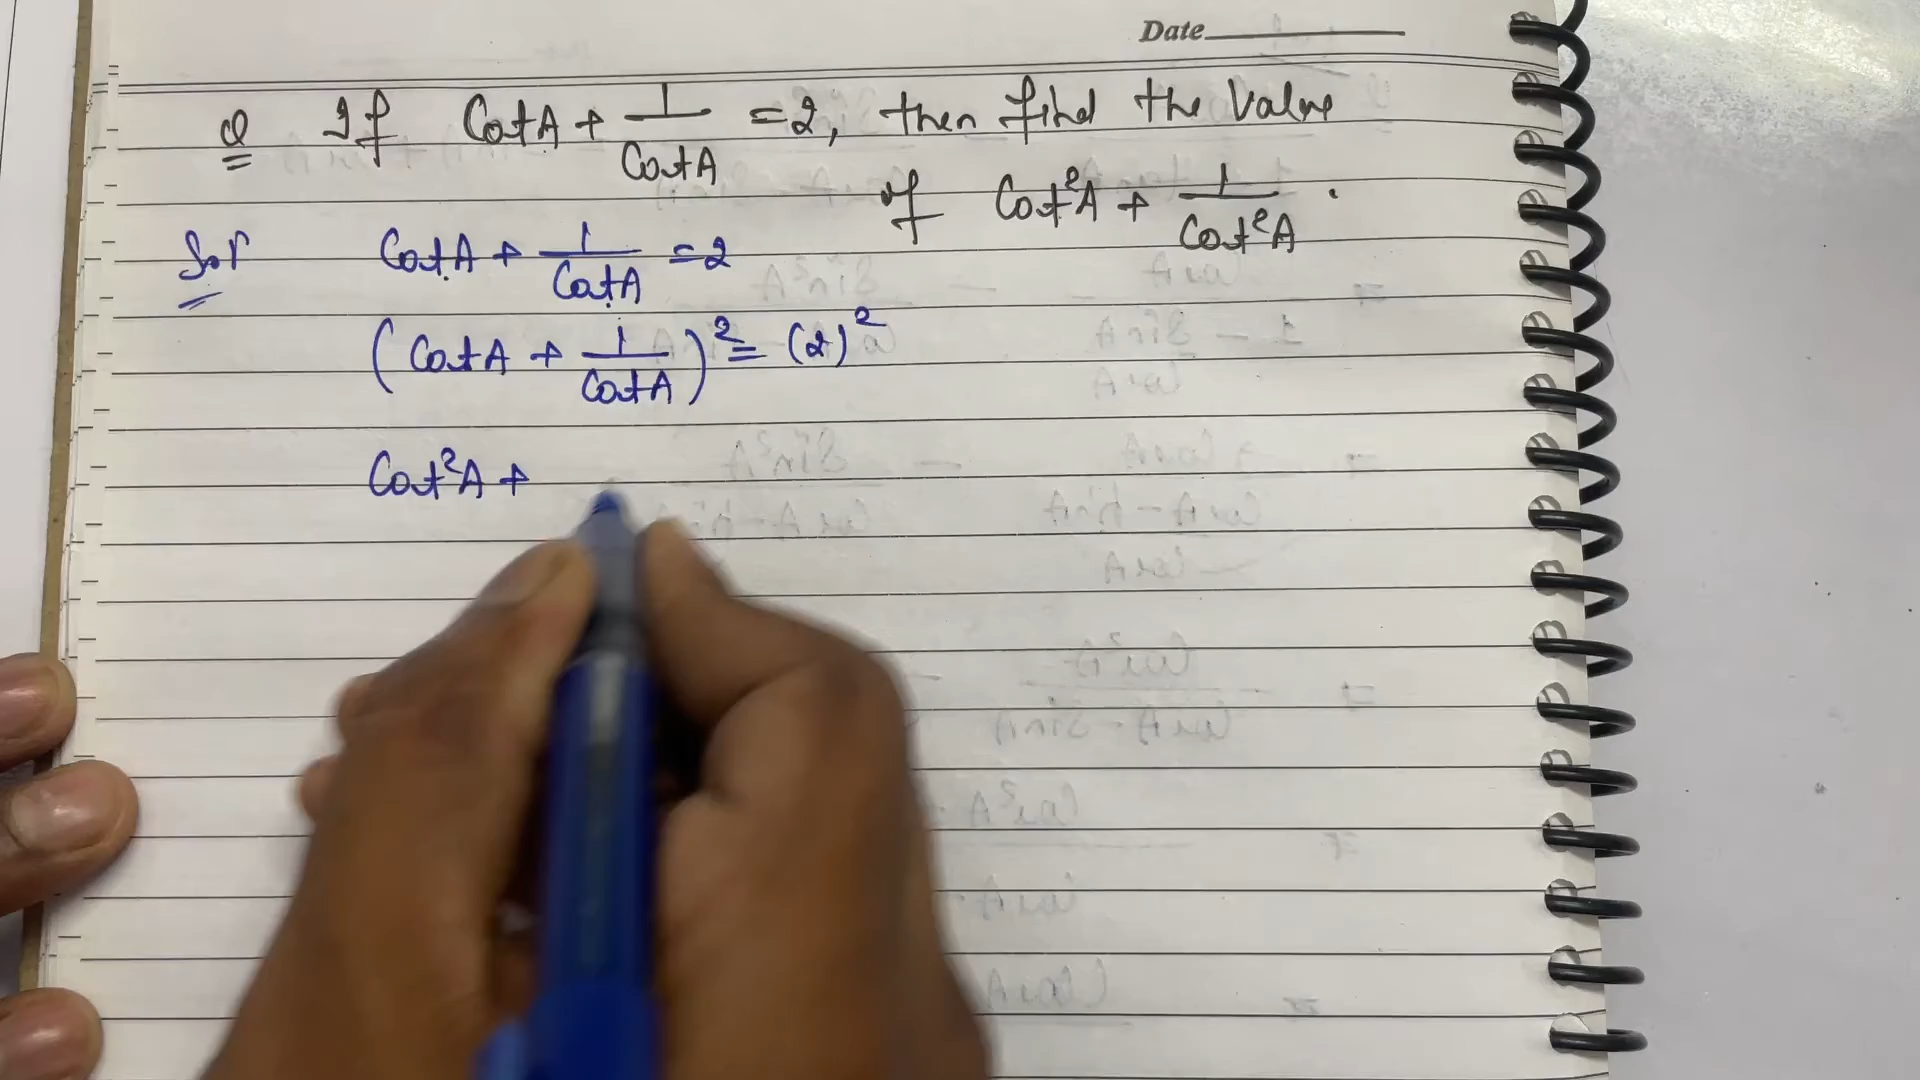 Date
Q If CotA + 1/CotA = 2, then find the Value
of Cot²A + 1/Cot²A .
Sol CotA + 1/CotA = 2
(CotA + 1/CotA)² = (2)²
Cot²A +